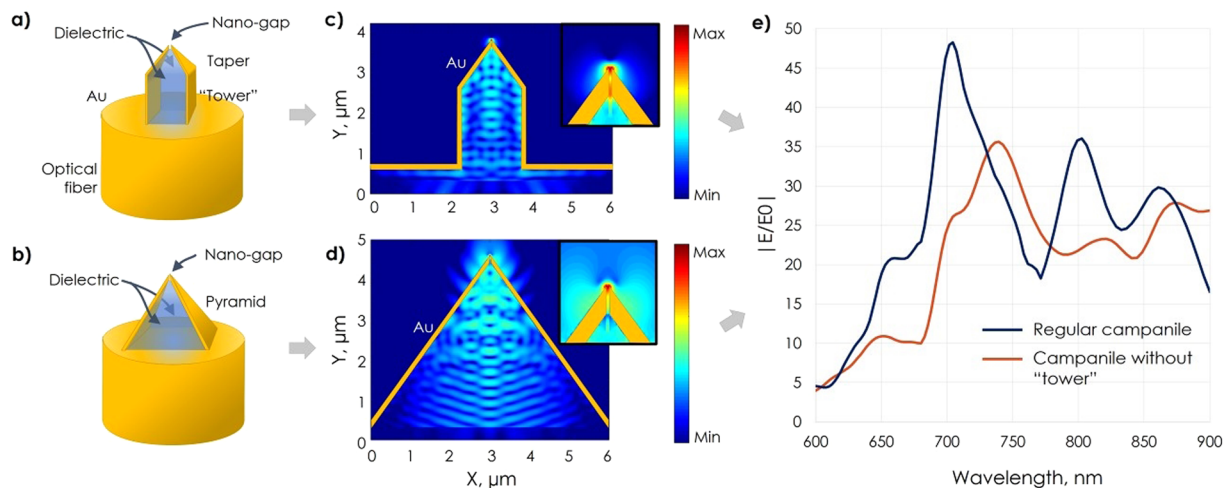 a)
Nano-gap
Dielectric
Taper
Au
"Tower"
Optical
fiber
b)
Nano-gap
Dielectric
Pyramid
c)
4
3
2
1
0
Y, μm
Au
0 1 2 3 4 5 6
Max
Min
d)
5
4
3
2
1
0
Y, μm
Au
0 1 2 3 4 5 6
X, μm
Max
Min
e)
50
45
40
35
30
25
20
15
10
5
0
| E/E0 |
Regular campanile
Campanile without
"tower"
600 650 700 750 800 850 900
Wavelength, nm